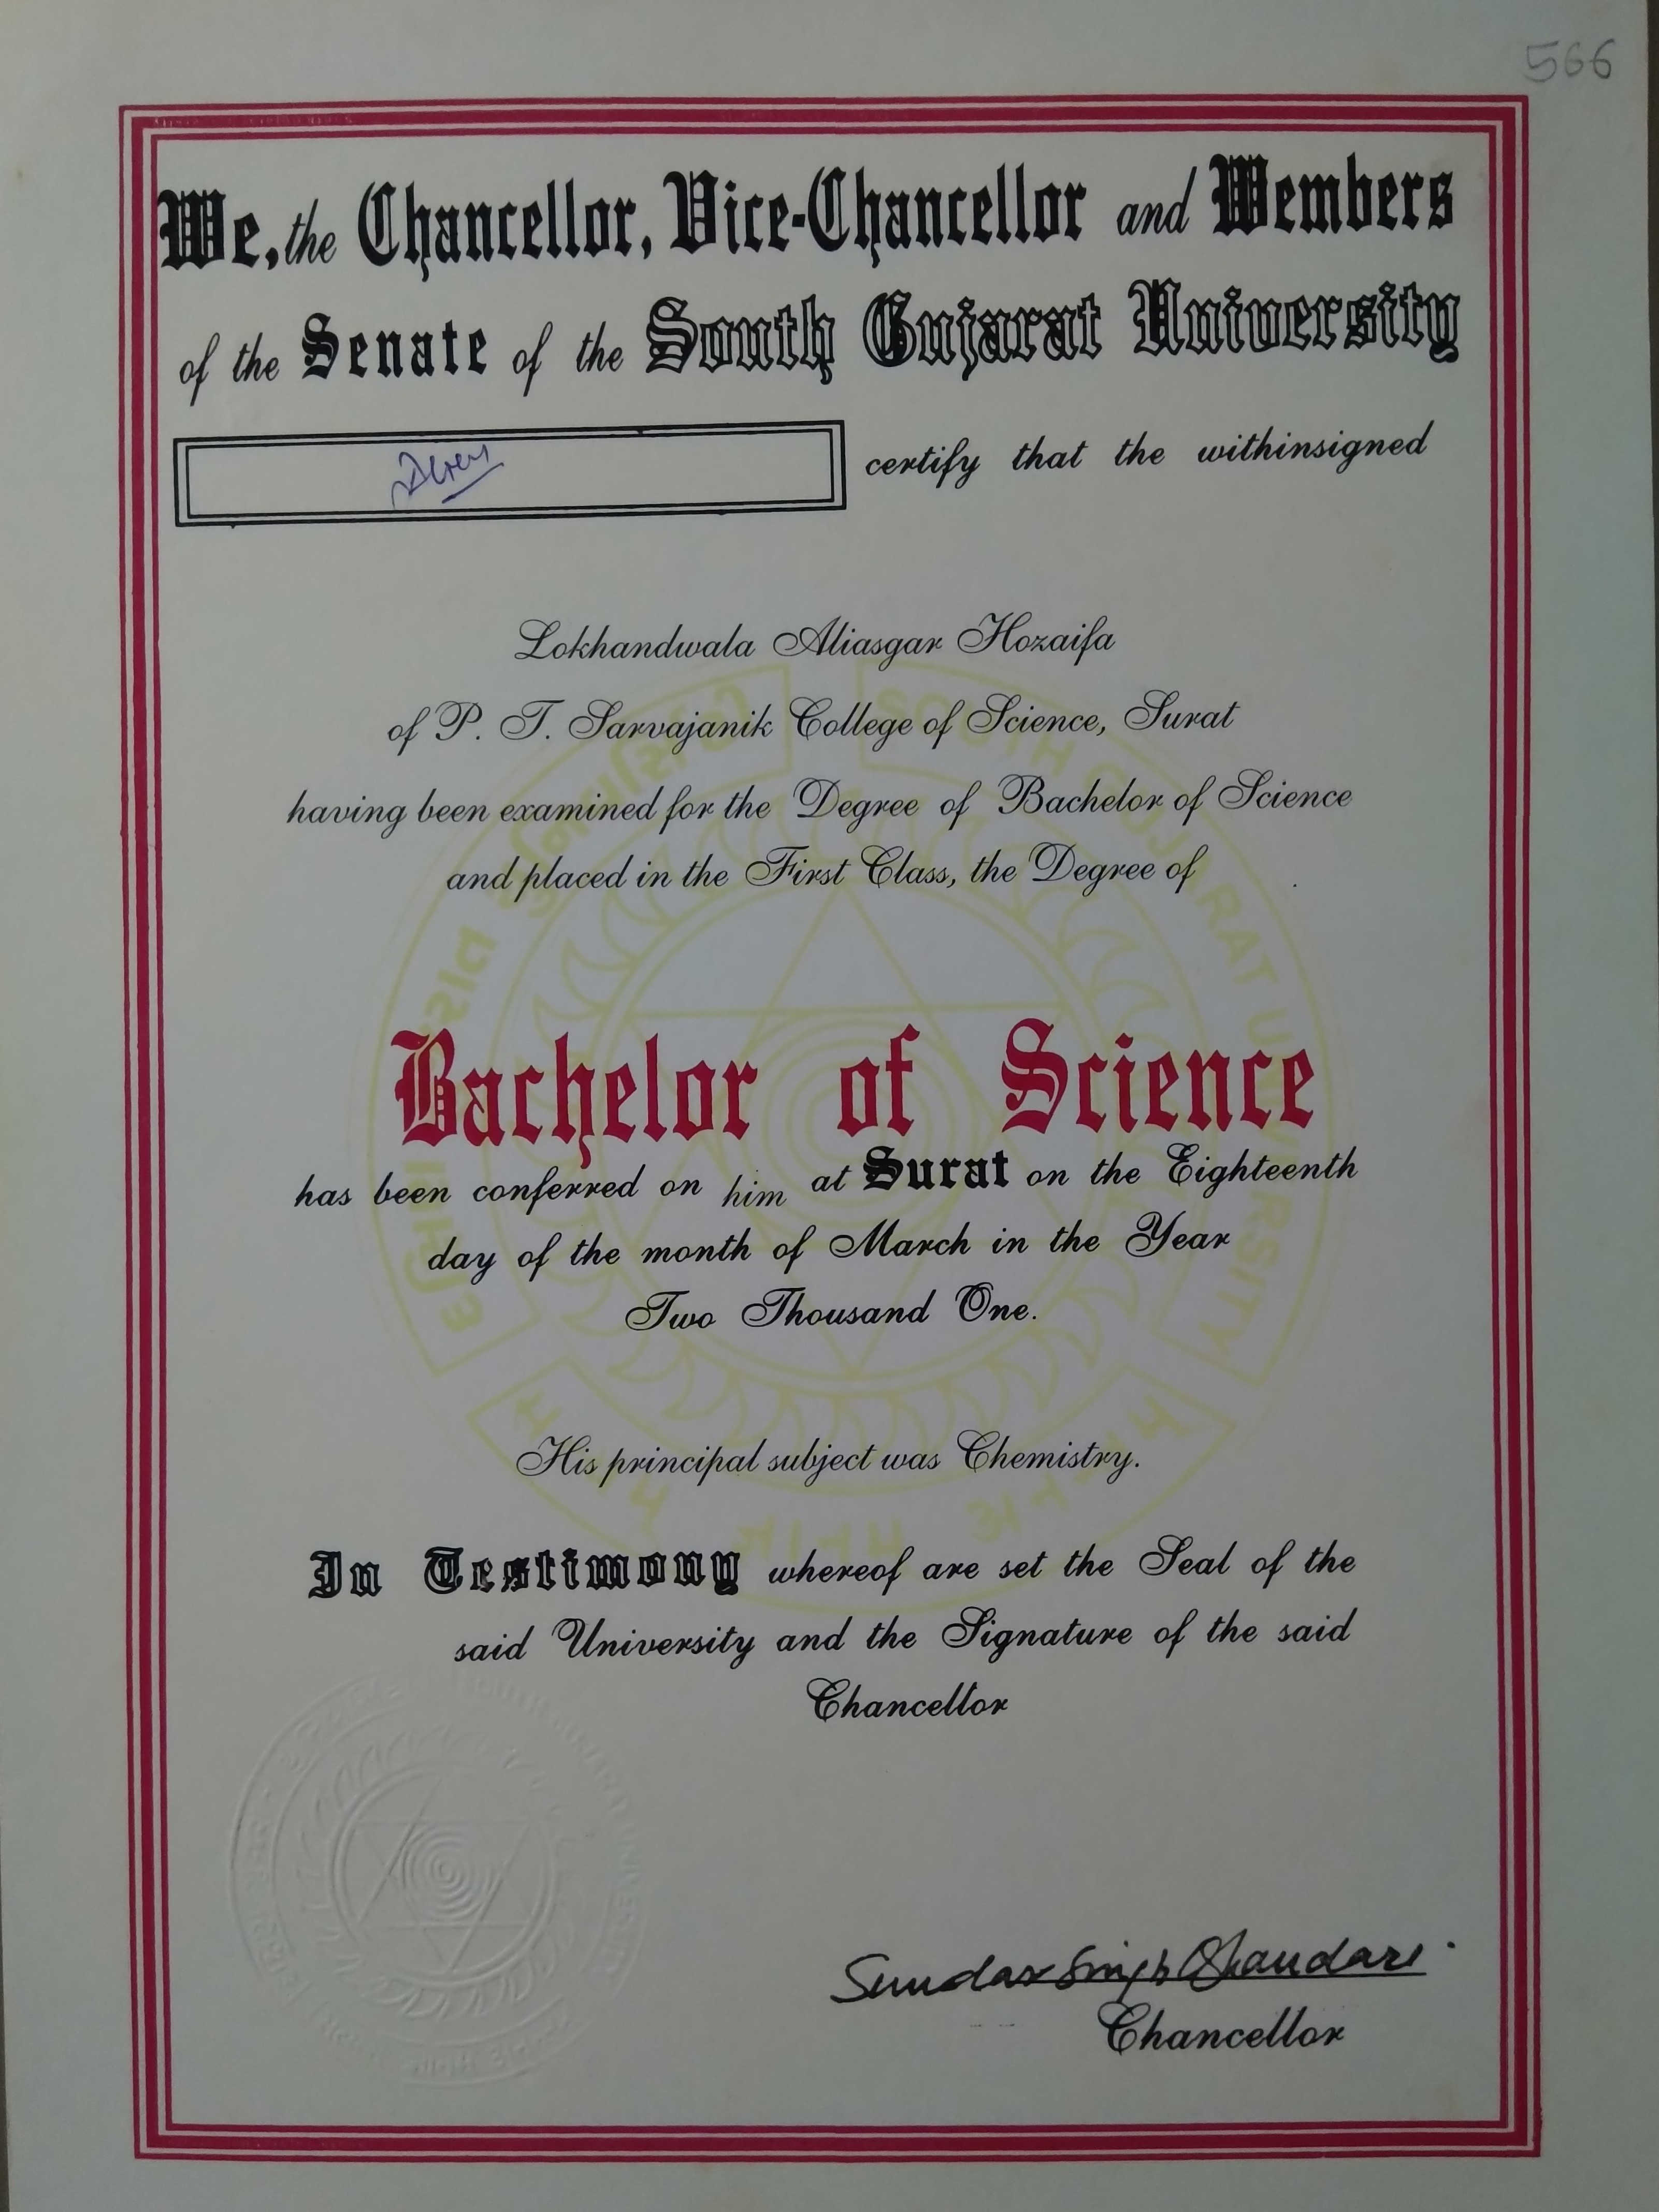 566
We, the Chancellor, Vice-Chancellor and Members
of the Senate of the South Gujarat University
certify that the withinsigned
Lokhandwala Aliasgar Hozaifa
of P. T. Sarvajanik College of Science, Surat
having been examined for the Degree of Bachelor of Science
and placed in the First Class, the Degree of
Bachelor of Science
has been conferred on him at Surat on the Eighteenth
day of the month of March in the Year
Two Thousand One.
His principal subject was Chemistry.
In Testimony whereof are set the Seal of the
said University and the Signature of the said
Chancellor
Chancellor
SOUTH GUJARAT UNIVERSITY